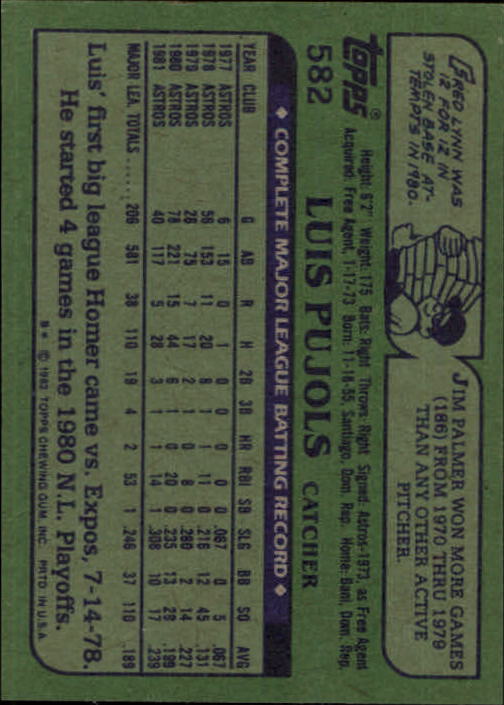 FRED LYNN WAS
12 FOR 12 IN
STOLEN BASE AT-
TEMPTS IN 1980.
JIM PALMER WON MORE GAMES
(186) FROM 1970 THRU 1979
THAN ANY OTHER ACTIVE
PITCHER.
topps®
582 LUIS PUJOLS CATCHER
Height: 6'2" Weight: 175 Bats: Right Throws: Right Signed: Astros-1973, as Free Agent
Acquired: Free Agent, 1-17-73 Born: 11-18-55, Santiago, Dom. Rep. Home: Bani, Dom. Rep.
♦ COMPLETE MAJOR LEAGUE BATTING RECORD ♦
YEAR CLUB G AB R H 2B 3B HR RBI SB SLG BB SO AVG
1977 ASTROS 6 15 0 1 0 0 0 0 0 .067 0 5 .067
1978 ASTROS 56 153 11 20 8 1 1 11 0 .216 12 45 .131
1979 ASTROS 26 75 7 17 2 1 0 8 0 .280 2 14 .227
1980 ASTROS 78 221 15 44 6 1 0 20 0 .235 13 29 .199
1981 ASTROS 40 117 5 28 3 1 1 14 1 .308 10 17 .239
MAJOR LEA. TOTALS ..... 206 581 38 110 19 4 2 53 1 .246 37 110 .189
Luis' first big league Homer came vs. Expos, 7-14-78.
He started 4 games in the 1980 N.L. Playoffs.
B* © 1982 TOPPS CHEWING GUM, INC. PRTD. IN U.S.A.